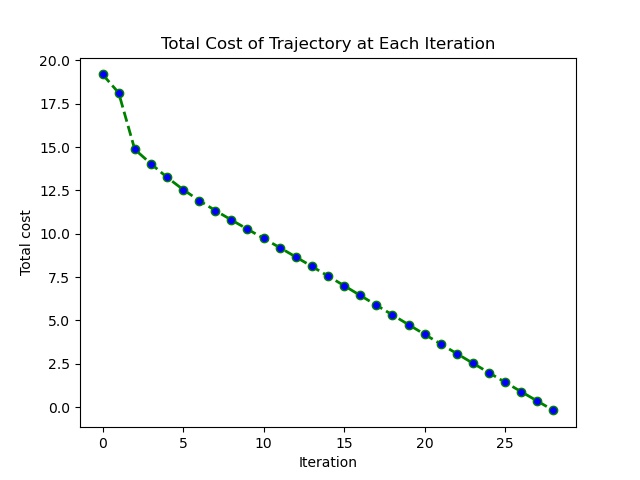 Total Cost of Trajectory at Each Iteration
20.0
17.5
15.0
12.5
10.0
7.5
5.0
2.5
0.0
Total cost
0 5 10 15 20 25
Iteration